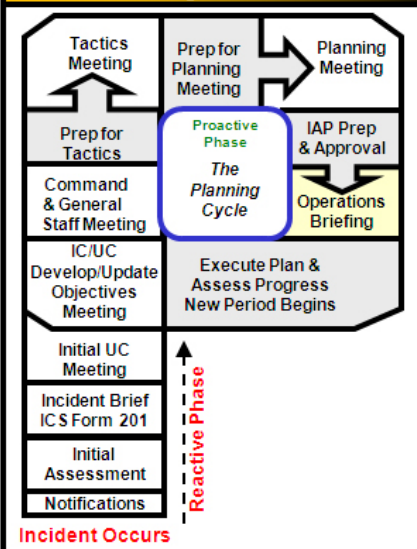 Tactics
Meeting
Prep for
Planning
Meeting
Planning
Meeting
Prep for
Tactics
Proactive
Phase
The
Planning
Cycle
IAP Prep
& Approval
Command
& General
Staff Meeting
Operations
Briefing
IC/UC
Develop/Update
Objectives
Meeting
Execute Plan &
Assess Progress
New Period Begins
Initial UC
Meeting
Incident Brief
ICS Form 201
Initial
Assessment
Notifications
Reactive Phase
Incident Occurs